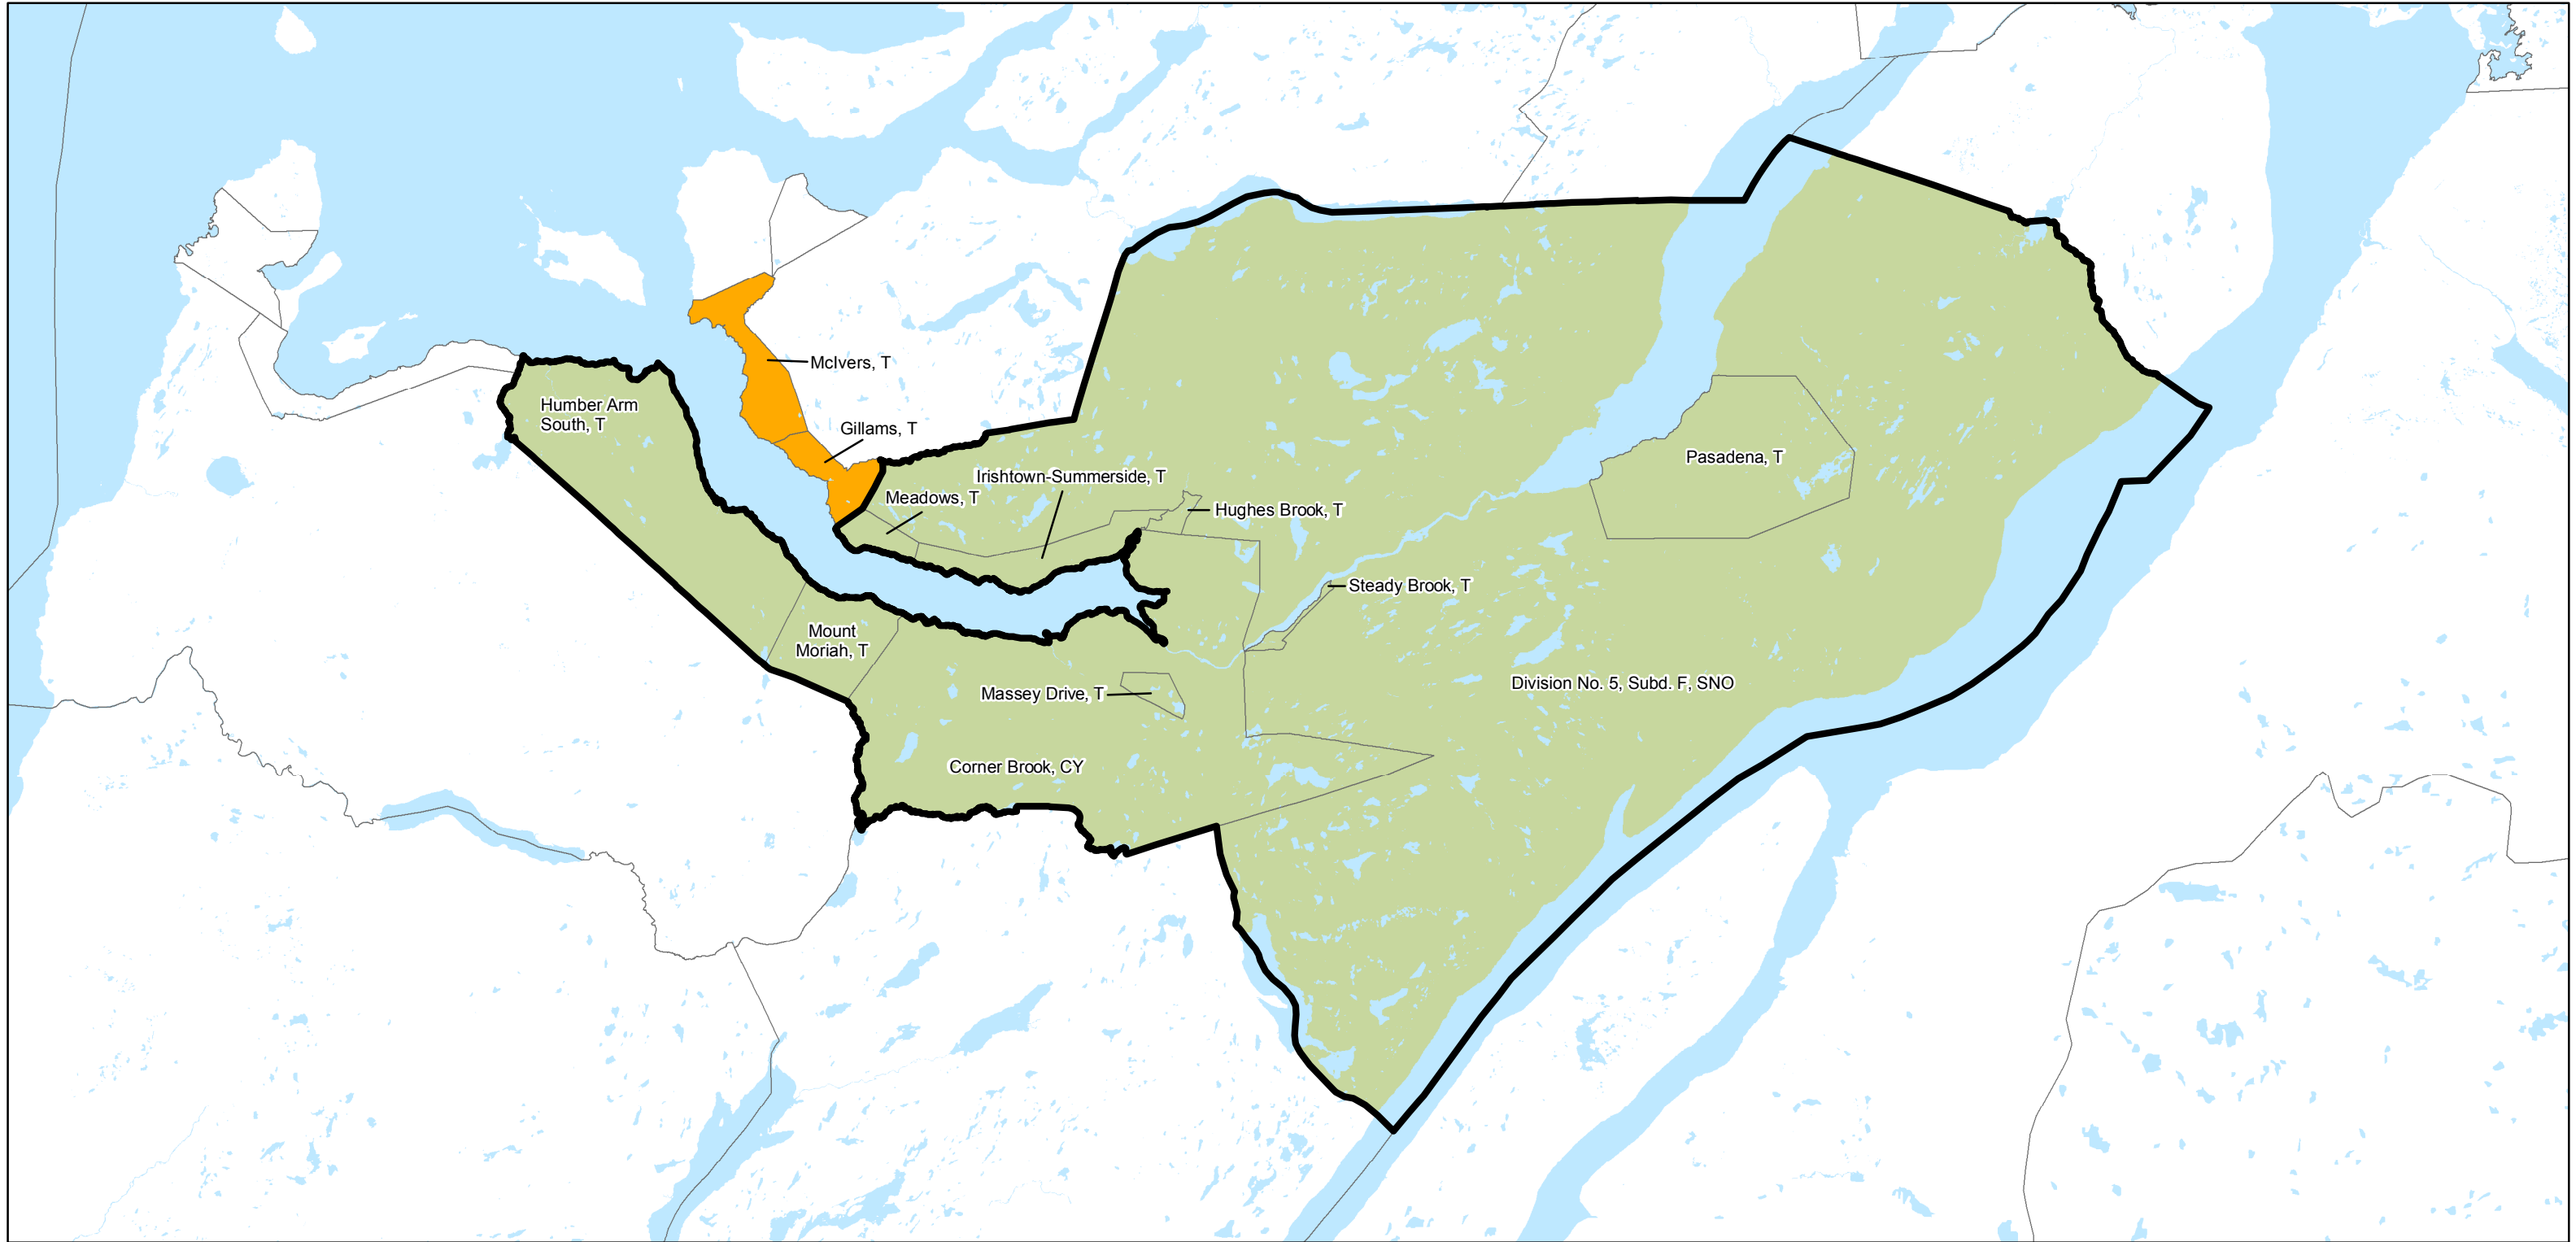 McIvers, T
Humber Arm
South, T
Gillams, T
Pasadena, T
Irishtown-Summerside, T
Meadows, T
Hughes Brook, T
Steady Brook, T
Mount
Moriah, T
Division No. 5, Subd. F, SNO
Massey Drive, T
Corner Brook, CY